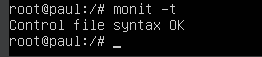 root@paul:/# monit -t
Control file syntax OK
root@paul:/# _